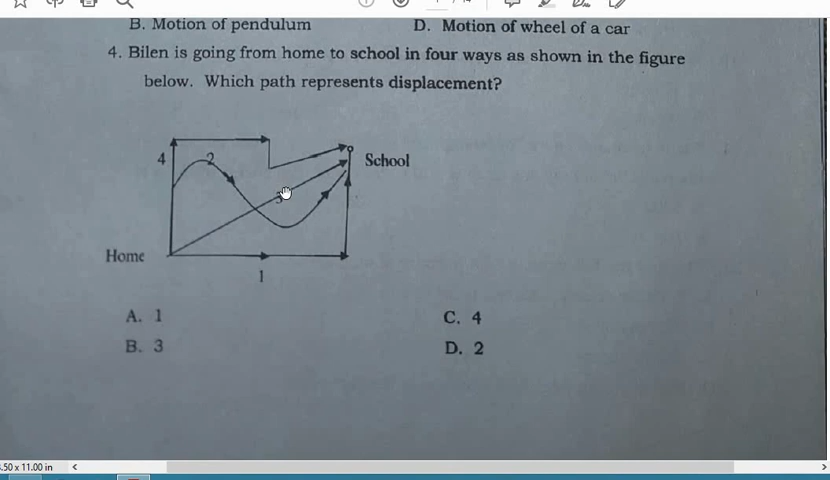 B. Motion of pendulum D. Motion of wheel of a car
4. Bilen is going from home to school in four ways as shown in the figure
below. Which path represents displacement?
4 2
School
Home
1
A. 1 C. 4
B. 3 D. 2
.50 x 11.00 in